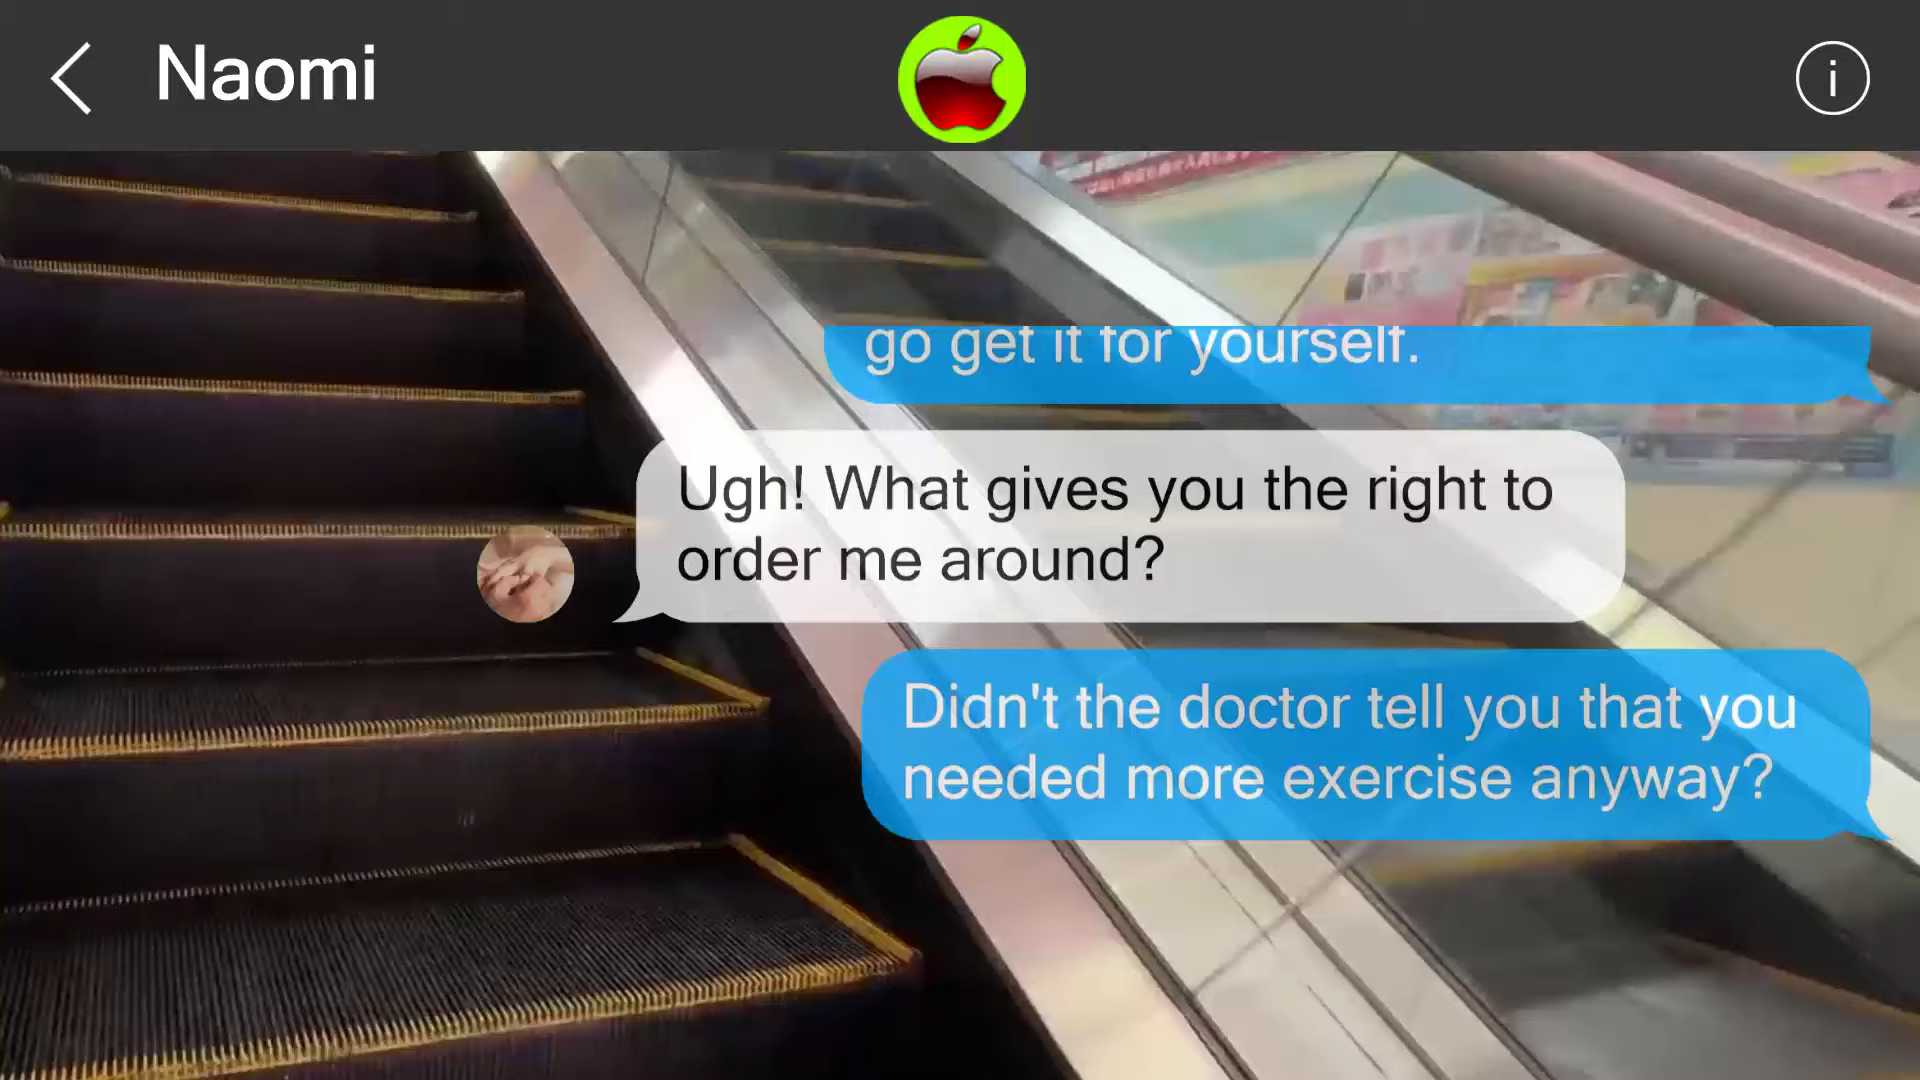 Naomi
go get it for yourself.
Ugh! What gives you the right to
order me around?
Didn't the doctor tell you that you
needed more exercise anyway?